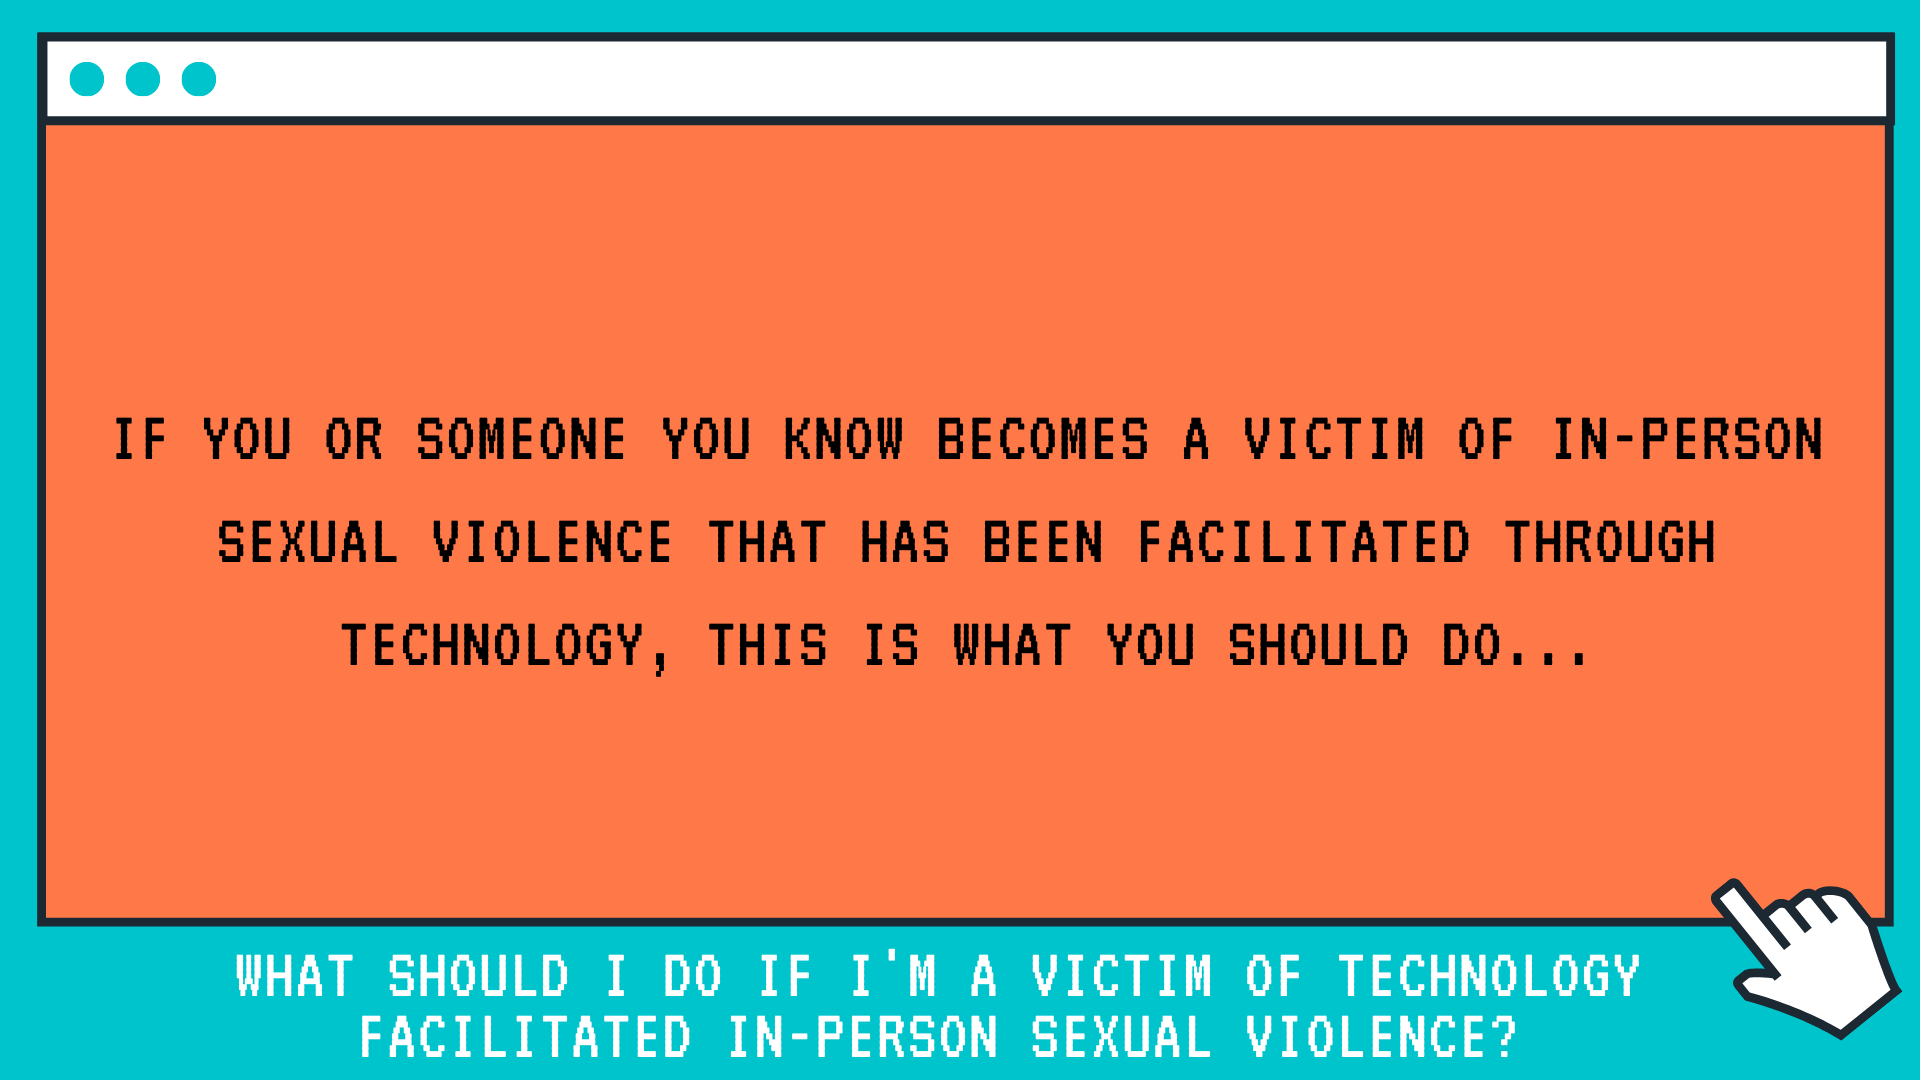 IF YOU OR SOMEONE YOU KNOW BECOMES A VICTIM OF IN-PERSON
SEXUAL VIOLENCE THAT HAS BEEN FACILITATED THROUGH
TECHNOLOGY, THIS IS WHAT YOU SHOULD DO...
WHAT SHOULD I DO IF I'M A VICTIM OF TECHNOLOGY
FACILITATED IN-PERSON SEXUAL VIOLENCE?